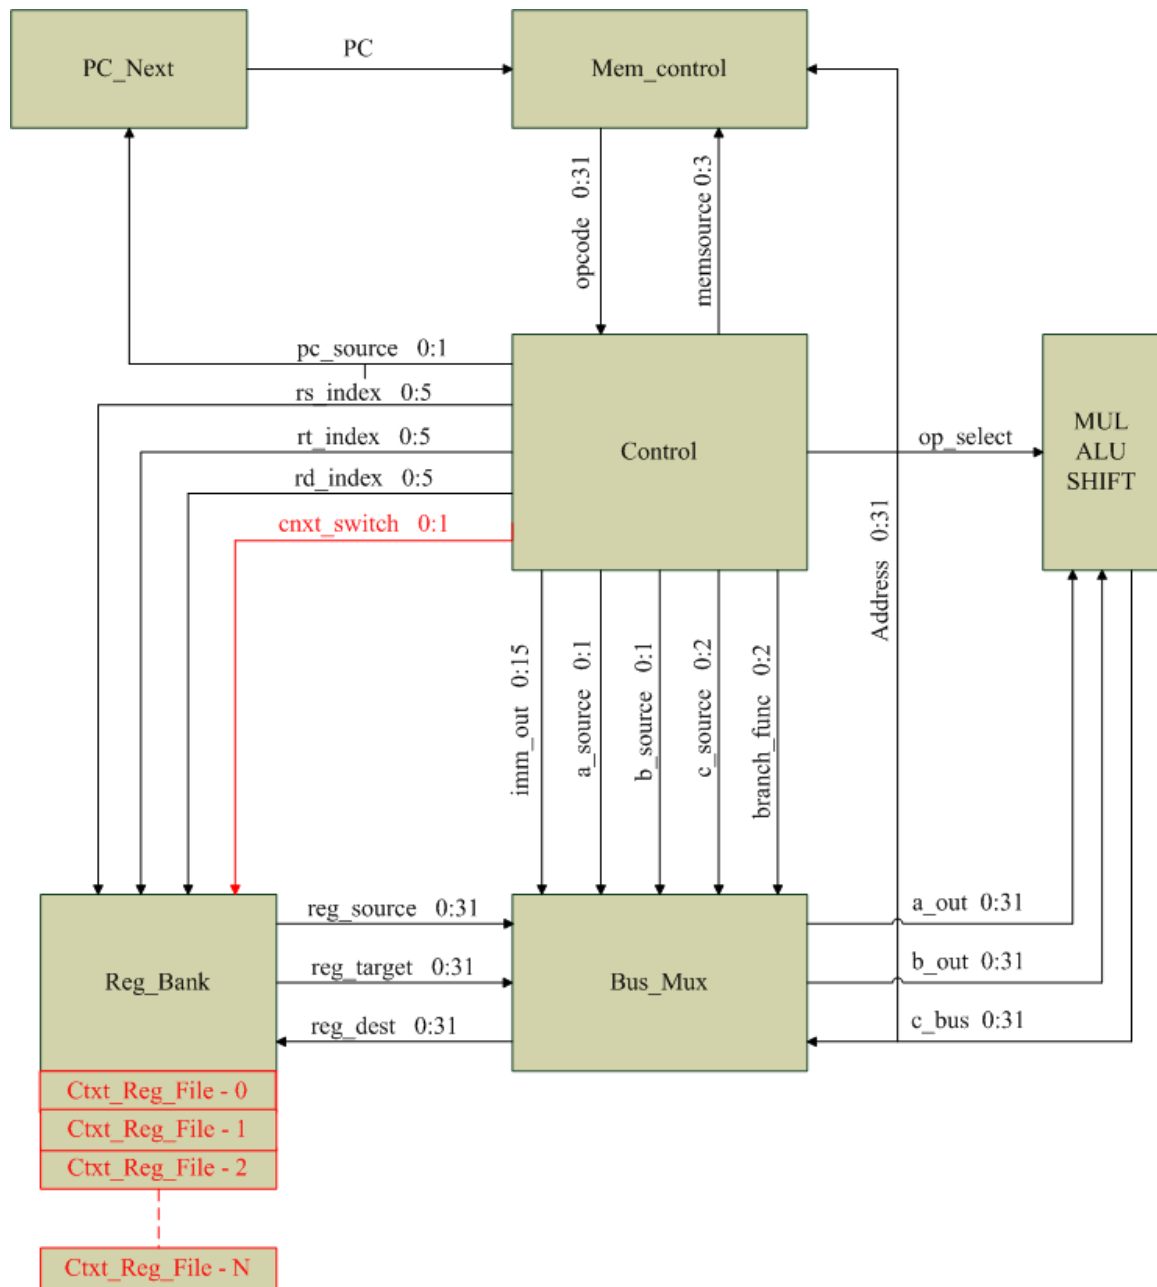 PC_Next
PC
Mem_control
opcode 0:31
memsource 0:3
pc_source 0:1
rs_index 0:5
rt_index 0:5
rd_index 0:5
cnxt_switch 0:1
Control
op_select
MUL
ALU
SHIFT
Address 0:31
imm_out 0:15
a_source 0:1
b_source 0:1
c_source 0:2
branch_func 0:2
Reg_Bank
reg_source 0:31
reg_target 0:31
reg_dest 0:31
Bus_Mux
a_out 0:31
b_out 0:31
c_bus 0:31
Ctxt_Reg_File - 0
Ctxt_Reg_File - 1
Ctxt_Reg_File - 2
Ctxt_Reg_File - N